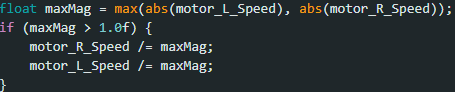 float maxMag = max(abs(motor_L_Speed), abs(motor_R_Speed));
if (maxMag > 1.0f) {
    motor_R_Speed /= maxMag;
    motor_L_Speed /= maxMag;
}